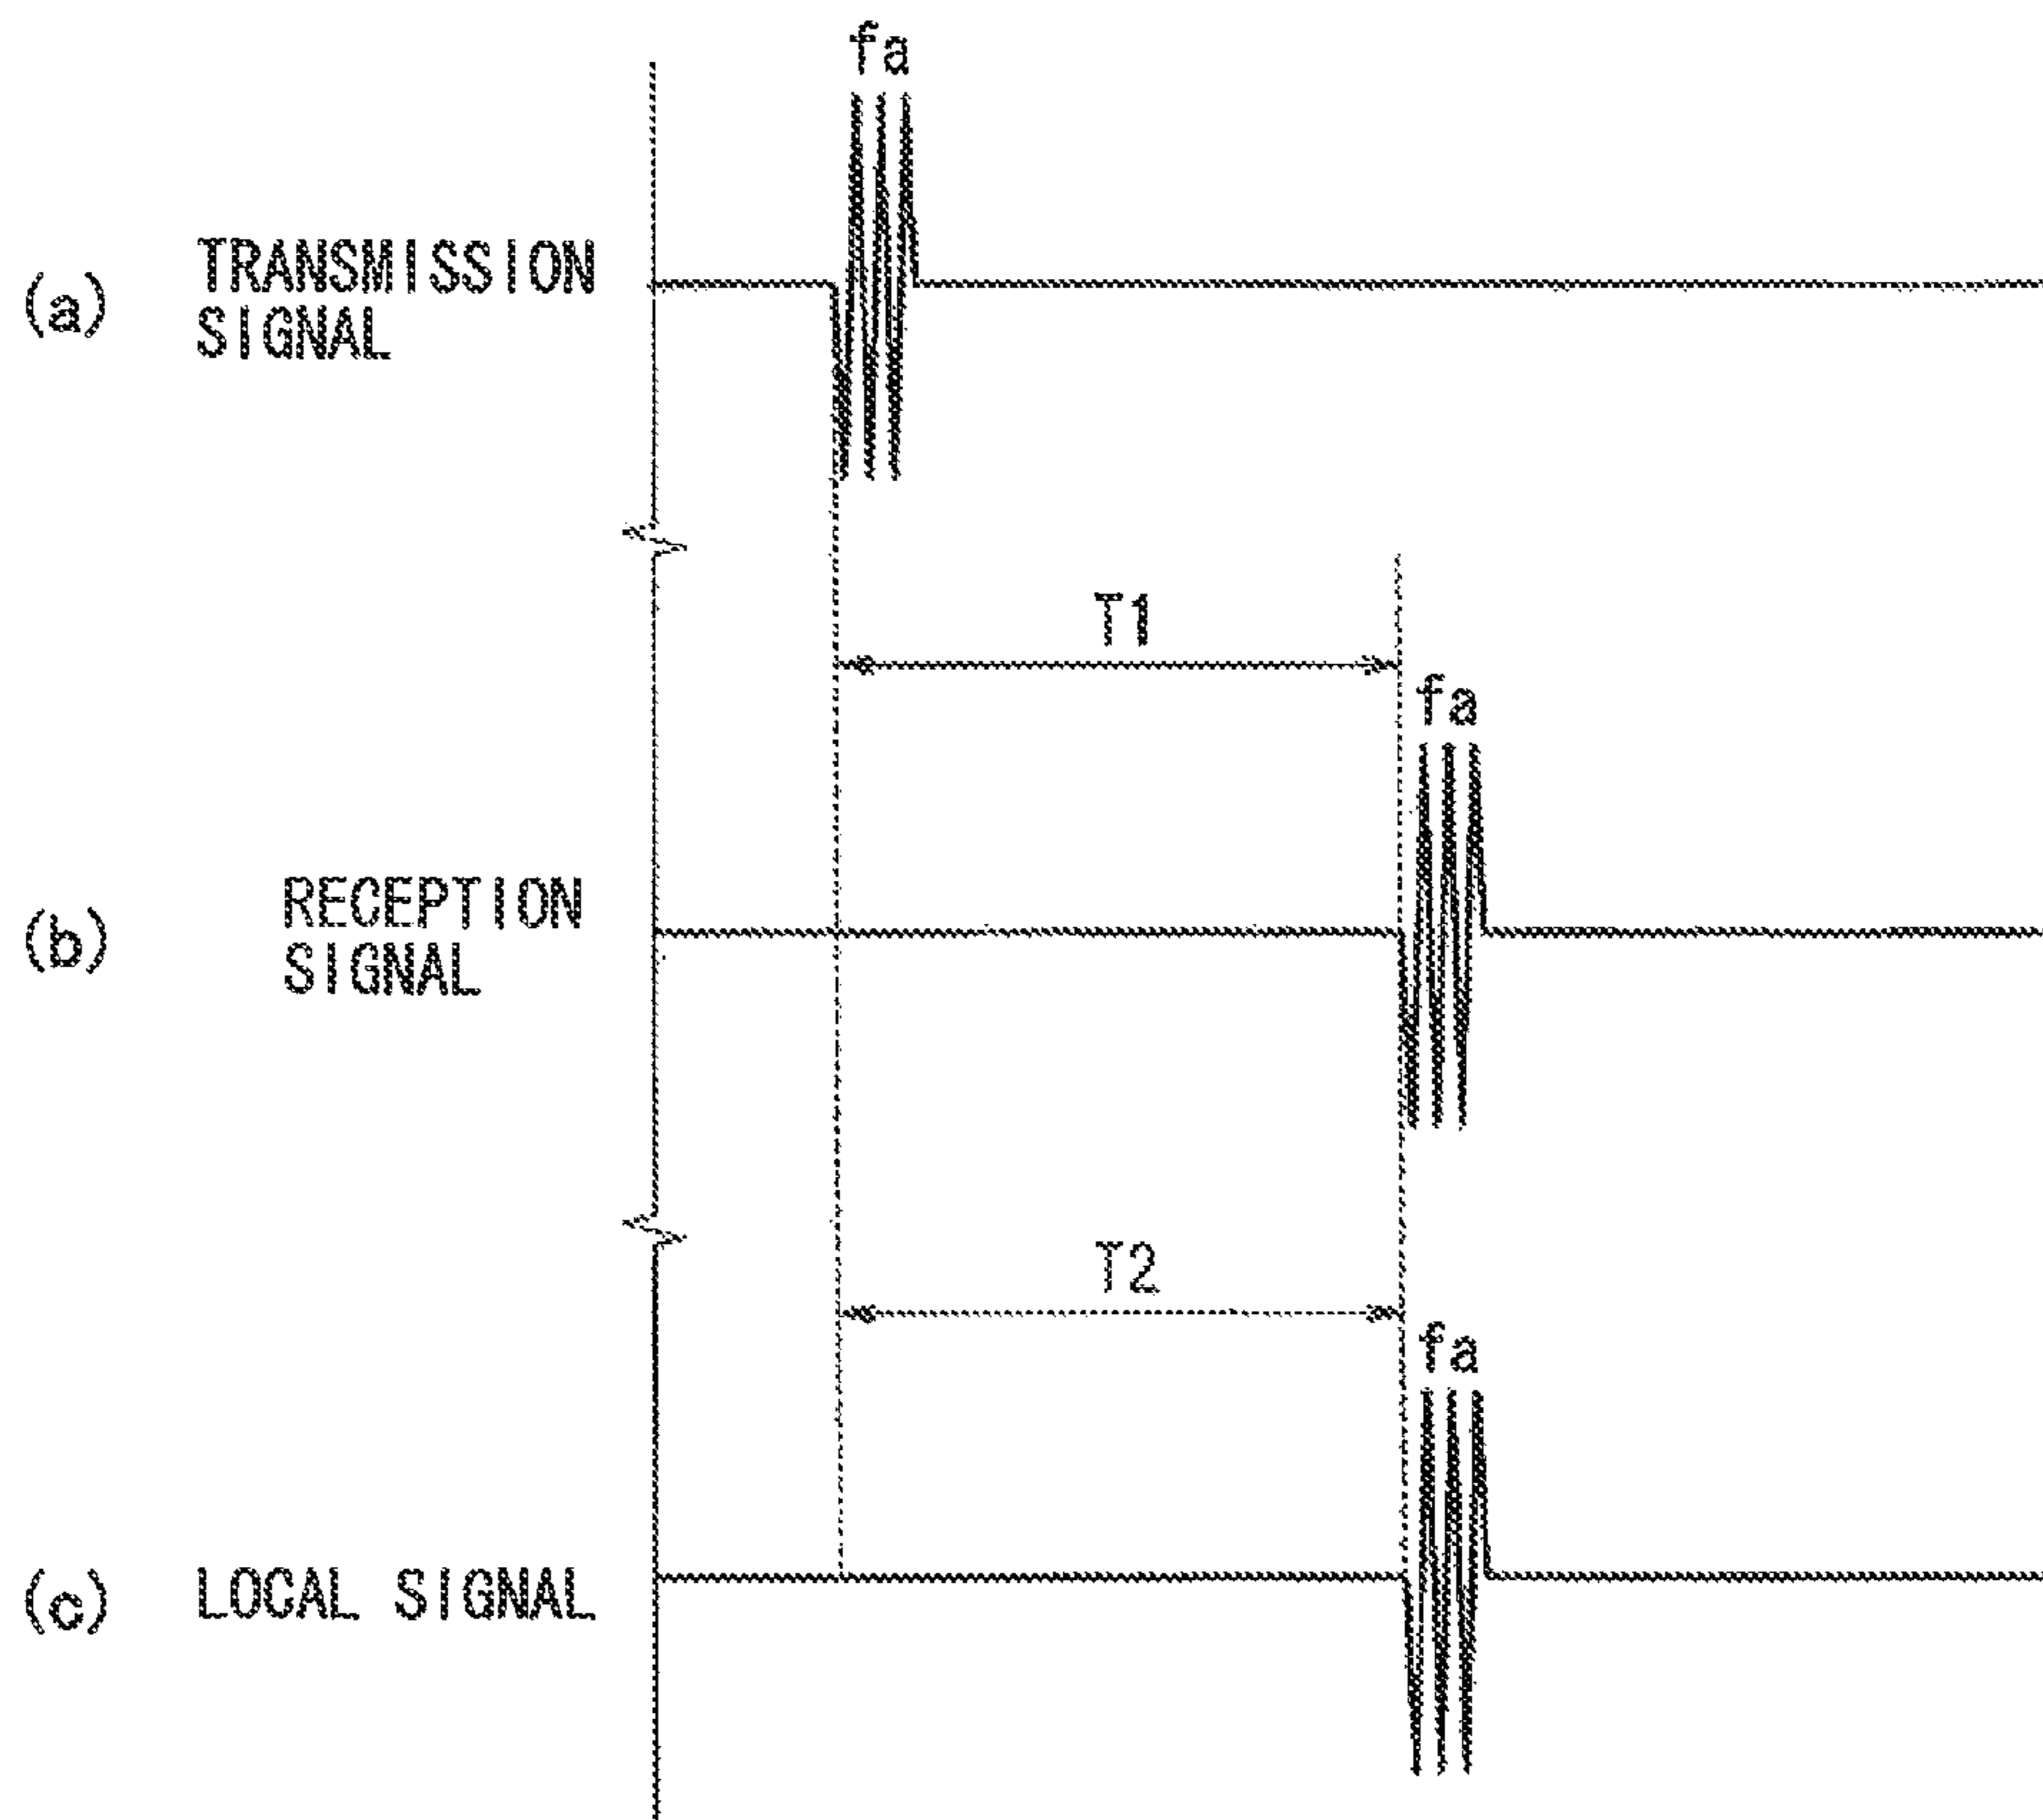 fa
(a) TRANSMISSION
SIGNAL
T1
fa
(b) RECEPTION
SIGNAL
T2
fa
(c) LOCAL SIGNAL